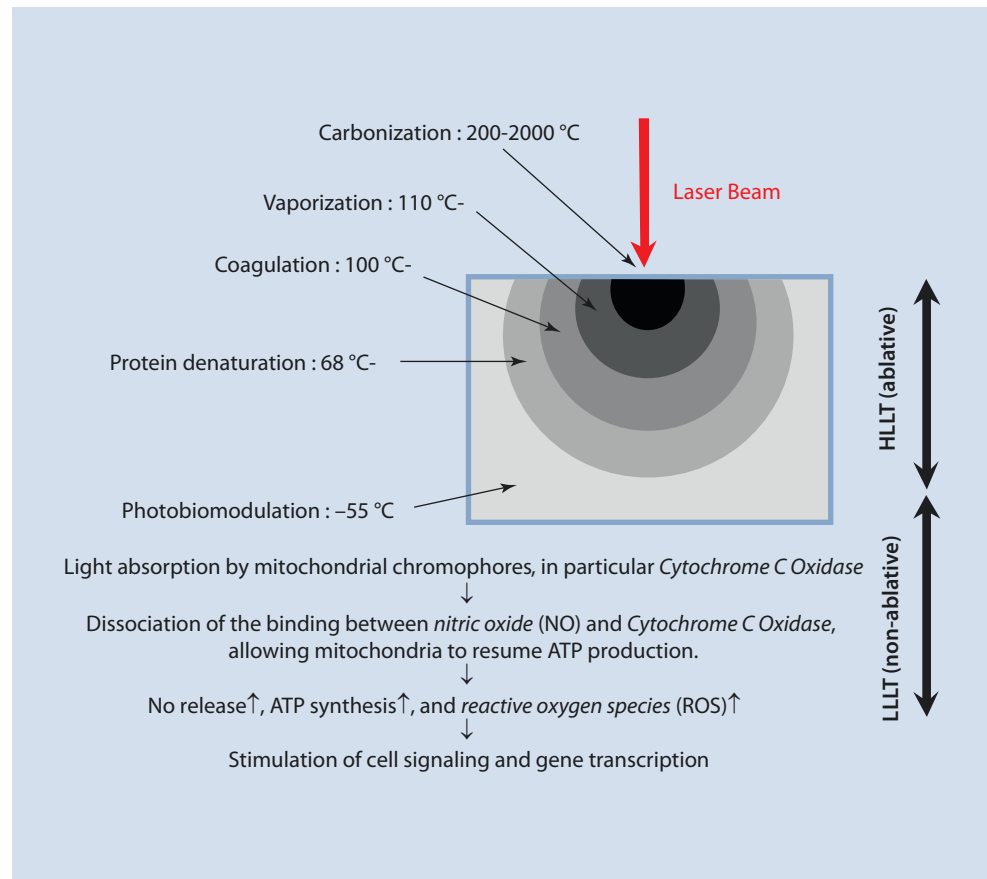 Carbonization : 200-2000 °C
Laser Beam
Vaporization : 110 °C-
Coagulation : 100 °C-
Protein denaturation : 68 °C-
HLLT (ablative)
Photobiomodulation : –55 °C
LLLT (non-ablative)
Light absorption by mitochondrial chromophores, in particular Cytochrome C Oxidase
↓
Dissociation of the binding between nitric oxide (NO) and Cytochrome C Oxidase,
allowing mitochondria to resume ATP production.
↓
No release↑, ATP synthesis↑, and reactive oxygen species (ROS)↑
↓
Stimulation of cell signaling and gene transcription